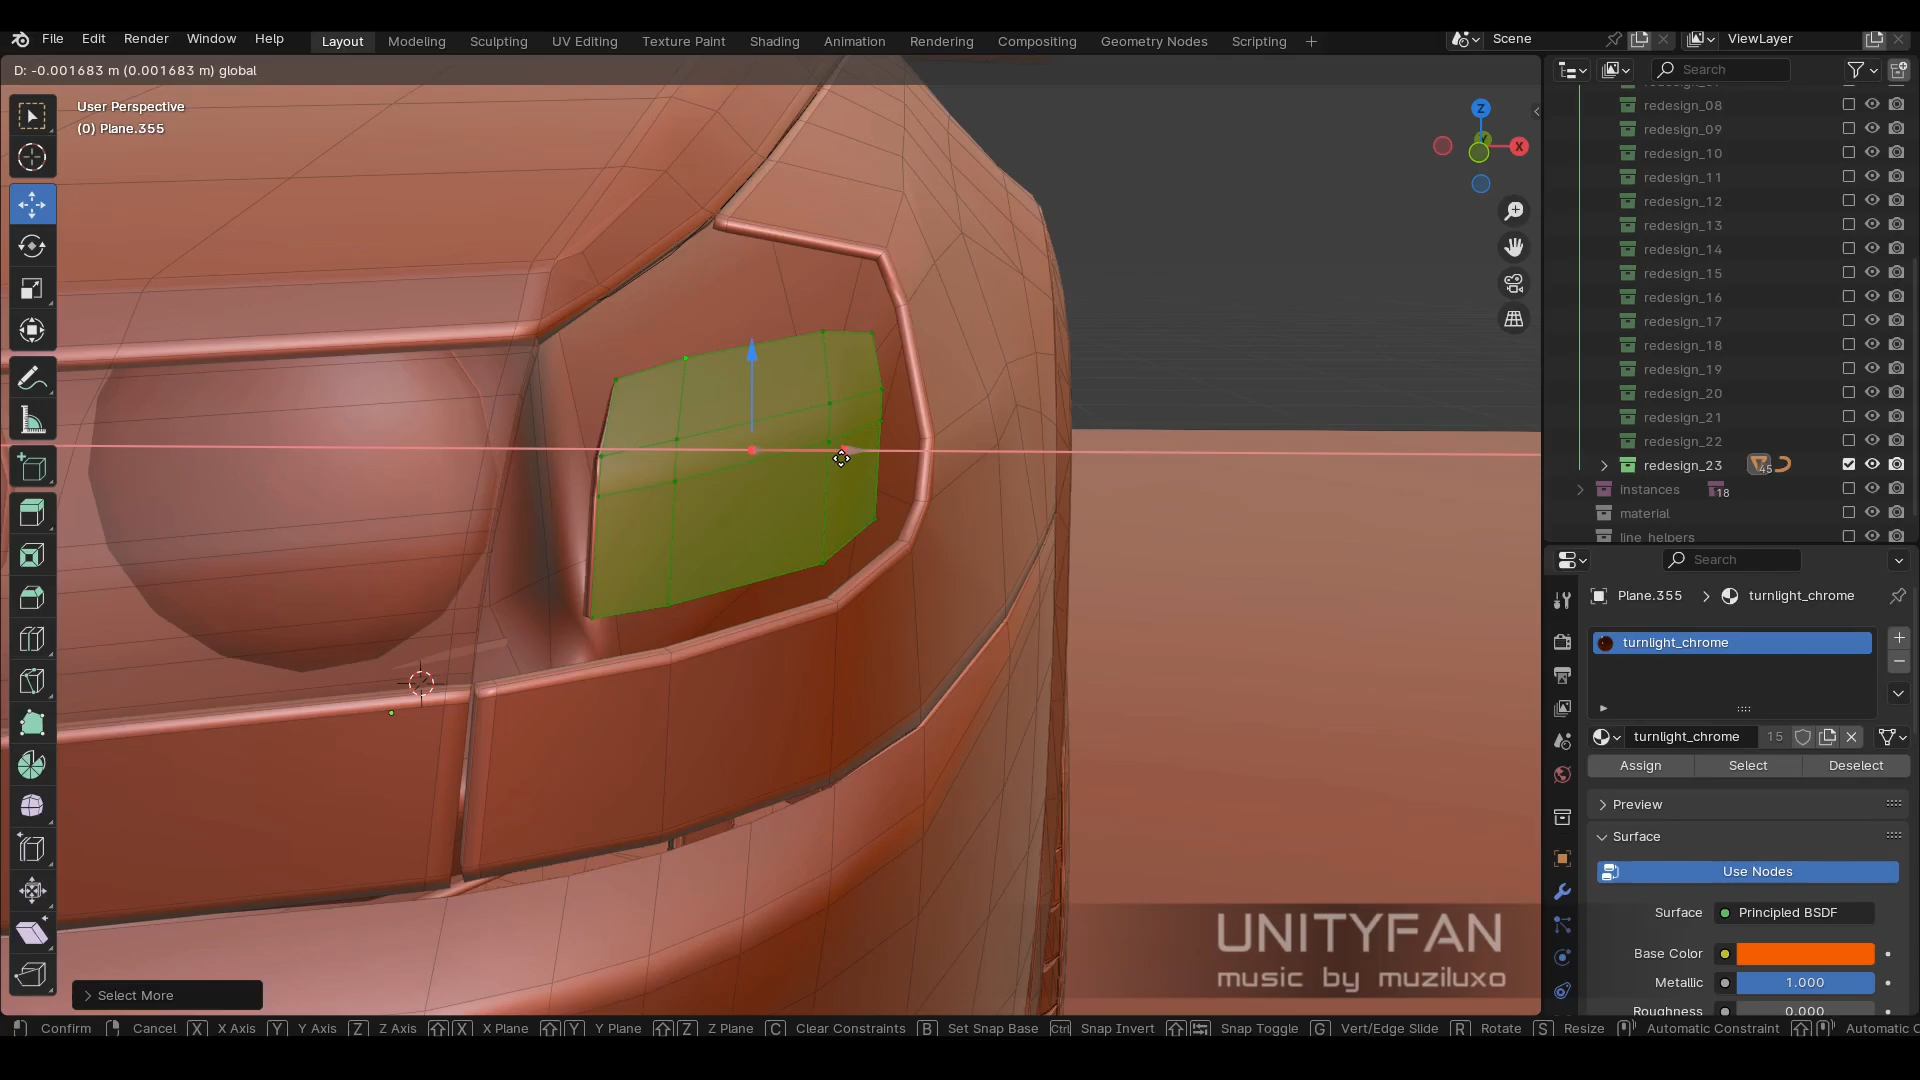 File Edit Render Window Help
Layout Modeling Sculpting UV Editing Texture Paint Shading Animation Rendering Compositing Geometry Nodes Scripting +
Scene
ViewLayer
D: -0.001683 m (0.001683 m) global
User Perspective
(0) Plane.355
Z
X
Search
redesign_08
redesign_09
redesign_10
redesign_11
redesign_12
redesign_13
redesign_14
redesign_15
redesign_16
redesign_17
redesign_18
redesign_19
redesign_20
redesign_21
redesign_22
redesign_23 45
instances 18
material
line_helpers
Search
Plane.355 > turnlight_chrome
turnlight_chrome
turnlight_chrome 15
Assign Select Deselect
Preview
Surface
Use Nodes
Surface Principled BSDF
Base Color
Metallic 1.000
Roughness 0.000
UNITYFAN
music by muziluxo
> Select More
Confirm Cancel X X Axis Y Y Axis Z Z Axis X X Plane Y Y Plane Z Z Plane C Clear Constraints B Set Snap Base Ctrl Snap Invert Snap Toggle G Vert/Edge Slide R Rotate S Resize Automatic Constraint Automatic C